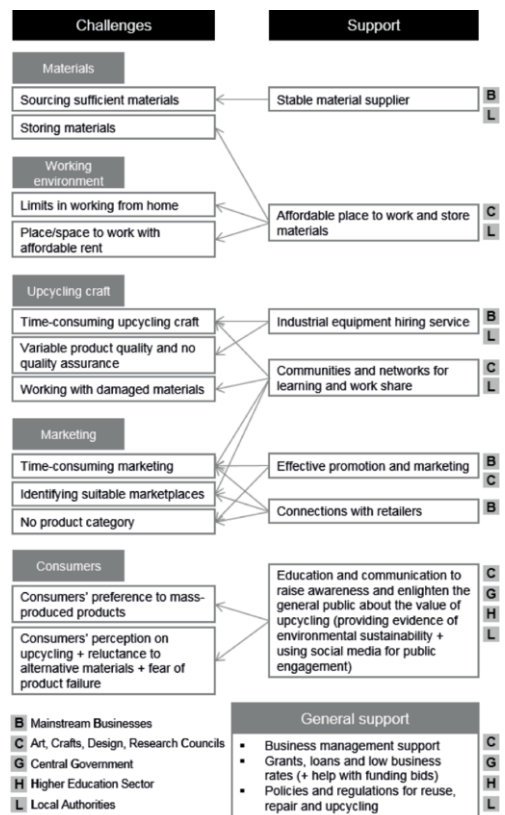 Challenges
Support
Materials
Sourcing sufficient materials
Stable material supplier
B
L
Storing materials
Working
environment
Limits in working from home
Place/space to work with
affordable rent
Affordable place to work and store
materials
C
L
Upcycling craft
Time-consuming upcycling craft
Industrial equipment hiring service
B
L
Variable product quality and no
quality assurance
Communities and networks for
learning and work share
C
L
Working with damaged materials
Marketing
Time-consuming marketing
Effective promotion and marketing
B
C
Identifying suitable marketplaces
Connections with retailers
B
No product category
Consumers
Consumers' preference to mass-
produced products
Consumers' perception on
upcycling + reluctance to
alternative materials + fear of
product failure
Education and communication to
raise awareness and enlighten the
general public about the value of
upcycling (providing evidence of
environmental sustainability +
using social media for public
engagement)
C
G
H
L
B Mainstream Businesses
C Art, Crafts, Design, Research Councils
G Central Government
H Higher Education Sector
L Local Authorities
General support
▪ Business management support
▪ Grants, loans and low business
rates (+ help with funding bids)
▪ Policies and regulations for reuse,
repair and upcycling
C
G
H
L